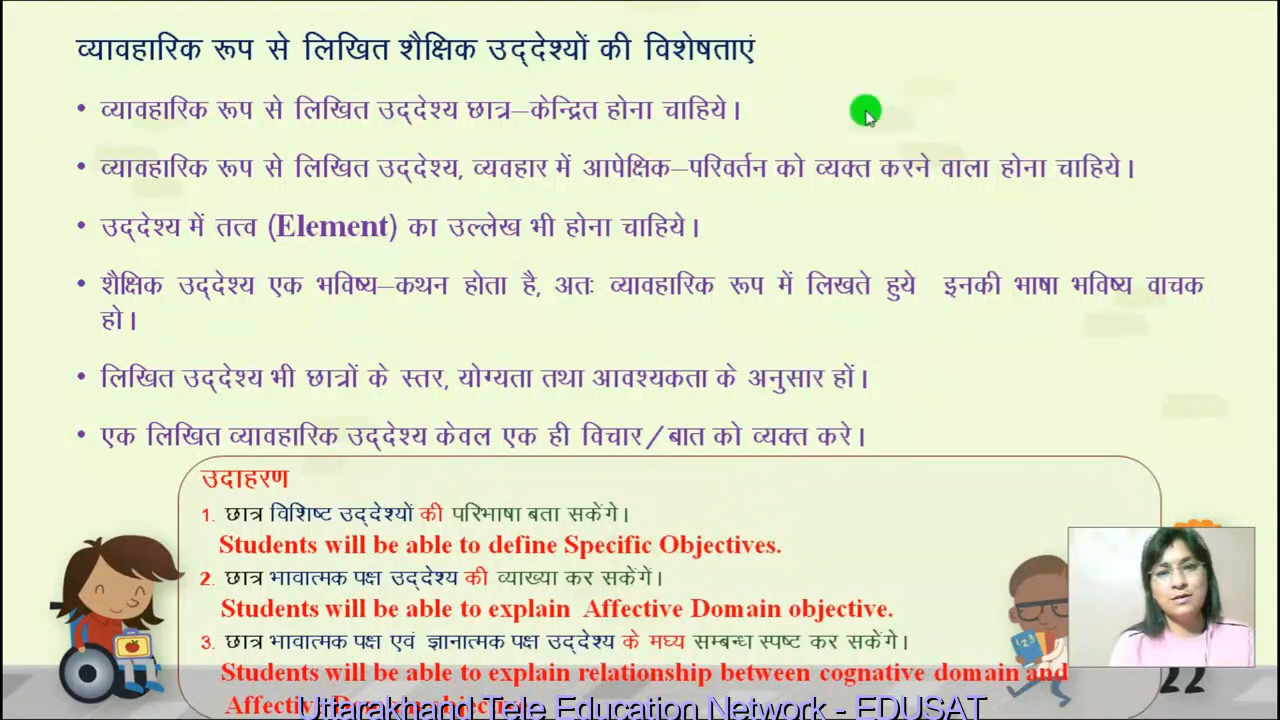 व्यावहारिक रूप से लिखित शैक्षिक उद्देश्यों की विशेषताएं
• व्यावहारिक रूप से लिखित उद्देश्य छात्र–केन्द्रित होना चाहिये।
• व्यावहारिक रूप से लिखित उद्देश्य, व्यवहार में आपेक्षिक–परिवर्तन को व्यक्त करने वाला होना चाहिये।
• उद्देश्य में तत्व (Element) का उल्लेख भी होना चाहिये।
• शैक्षिक उद्देश्य एक भविष्य–कथन होता है, अतः व्यावहारिक रूप में लिखते हुये इनकी भाषा भविष्य वाचक
हो।
• लिखित उद्देश्य भी छात्रों के स्तर, योग्यता तथा आवश्यकता के अनुसार हों।
• एक लिखित व्यावहारिक उद्देश्य केवल एक ही विचार/बात को व्यक्त करे।
उदाहरण
1. छात्र विशिष्ट उद्देश्यों की परिभाषा बता सकेंगे।
Students will be able to define Specific Objectives.
2. छात्र भावात्मक पक्ष उद्देश्य की व्याख्या कर सकेंगे।
Students will be able to explain Affective Domain objective.
3. छात्र भावात्मक पक्ष एवं ज्ञानात्मक पक्ष उद्देश्य के मध्य सम्बन्ध स्पष्ट कर सकेंगे।
Students will be able to explain relationship between cognative domain and
Affective
Uttarakhand Tele Education Network - EDUSAT
1 2 3